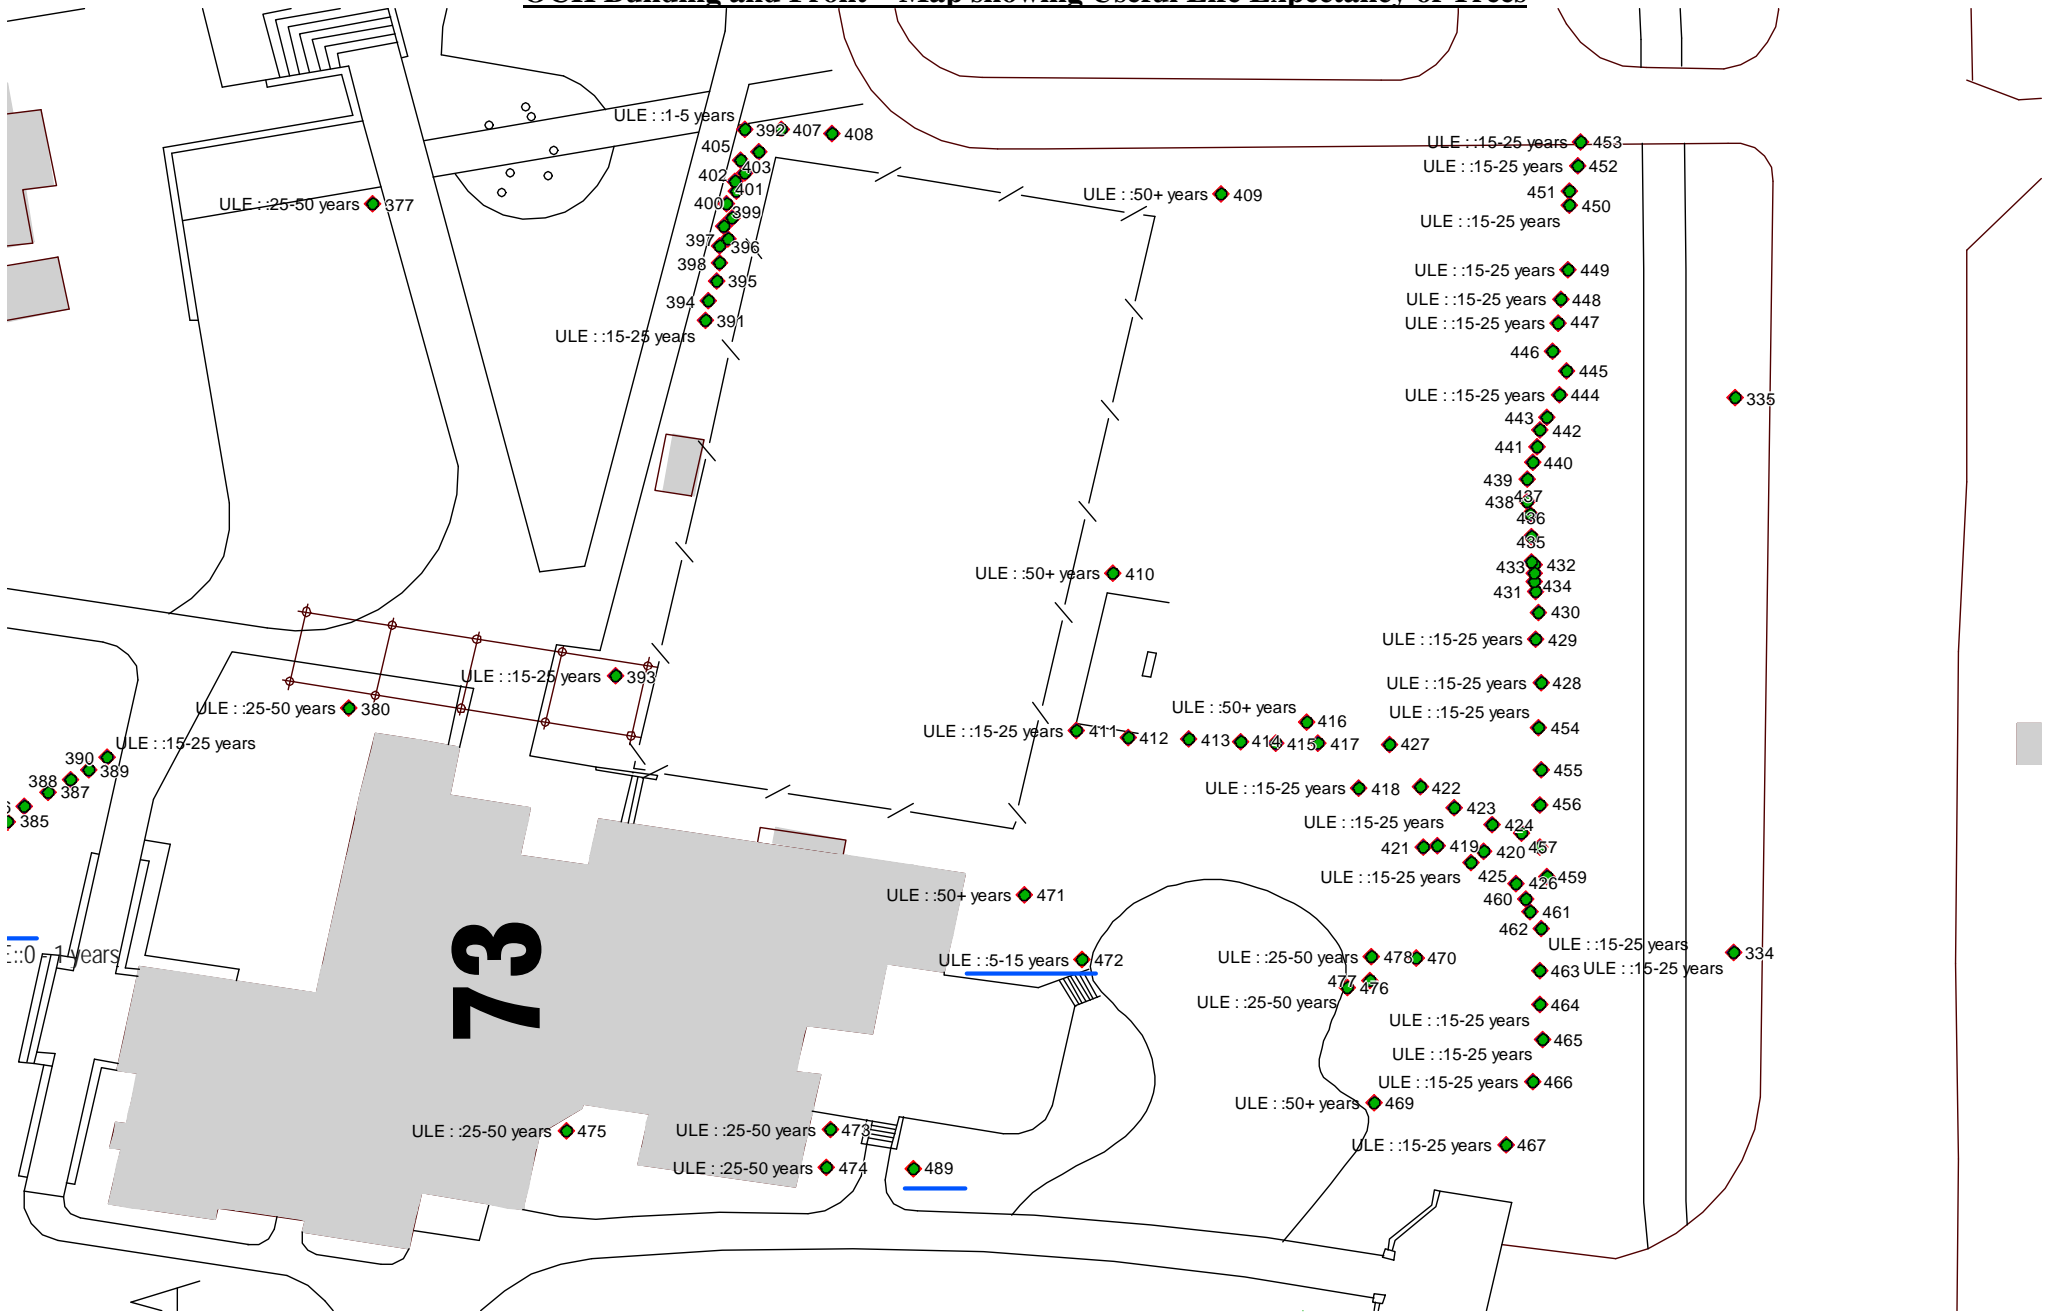 Map showing Useful Life Expectancy of Trees
ULE : :1-5 years
392 407 408
405
403
402
401
400 399
397 396
398
395
394
391
ULE : :15-25 years
ULE : :25-50 years 377
ULE : :50+ years 409
ULE : :15-25 years 453
ULE : :15-25 years 452
451
450
ULE : :15-25 years
ULE : :15-25 years 449
ULE : :15-25 years 448
ULE : :15-25 years 447
446
445
ULE : :15-25 years 444
335
443
442
441
440
439
437
438
436
435
433 432
434
431
430
ULE : :15-25 years 429
ULE : :50+ years 410
ULE : :15-25 years 393
ULE : :25-50 years 380
ULE : :15-25 years 428
ULE : :15-25 years
454
ULE : :50+ years
416
ULE : :15-25 years 411 412 413 414 415 417 427
390 ULE : :15-25 years
389
388
387
385
455
ULE : :15-25 years 418 422
423
456
ULE : :15-25 years 424
421 419 420 457
ULE : :15-25 years 425 426 459
460
461
462
ULE : :15-25 years
334
463 ULE : :15-25 years
ULE : :50+ years 471
ULE : :5-15 years 472
73
:0 - 1 years
ULE : :25-50 years 478 470
477 476
ULE : :25-50 years
464
ULE : :15-25 years
465
ULE : :15-25 years
ULE : :15-25 years 466
ULE : :50+ years 469
ULE : :15-25 years 467
ULE : :25-50 years 475
ULE : :25-50 years 473
ULE : :25-50 years 474
489